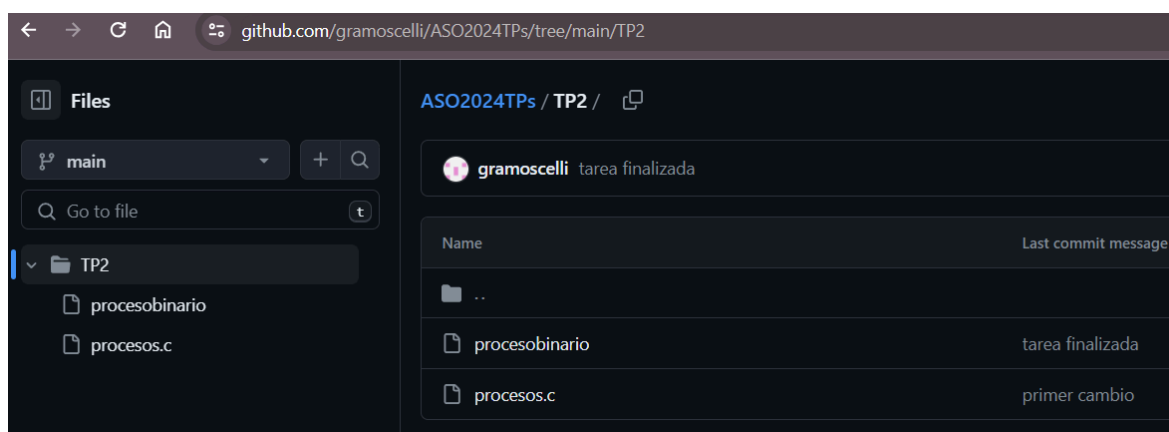 github.com/gramoscelli/ASO2024TPs/tree/main/TP2
Files
main
Go to file
t
TP2
procesobinario
procesos.c
ASO2024TPs / TP2 /
gramoscelli tarea finalizada
Name Last commit message
..
procesobinario tarea finalizada
procesos.c primer cambio